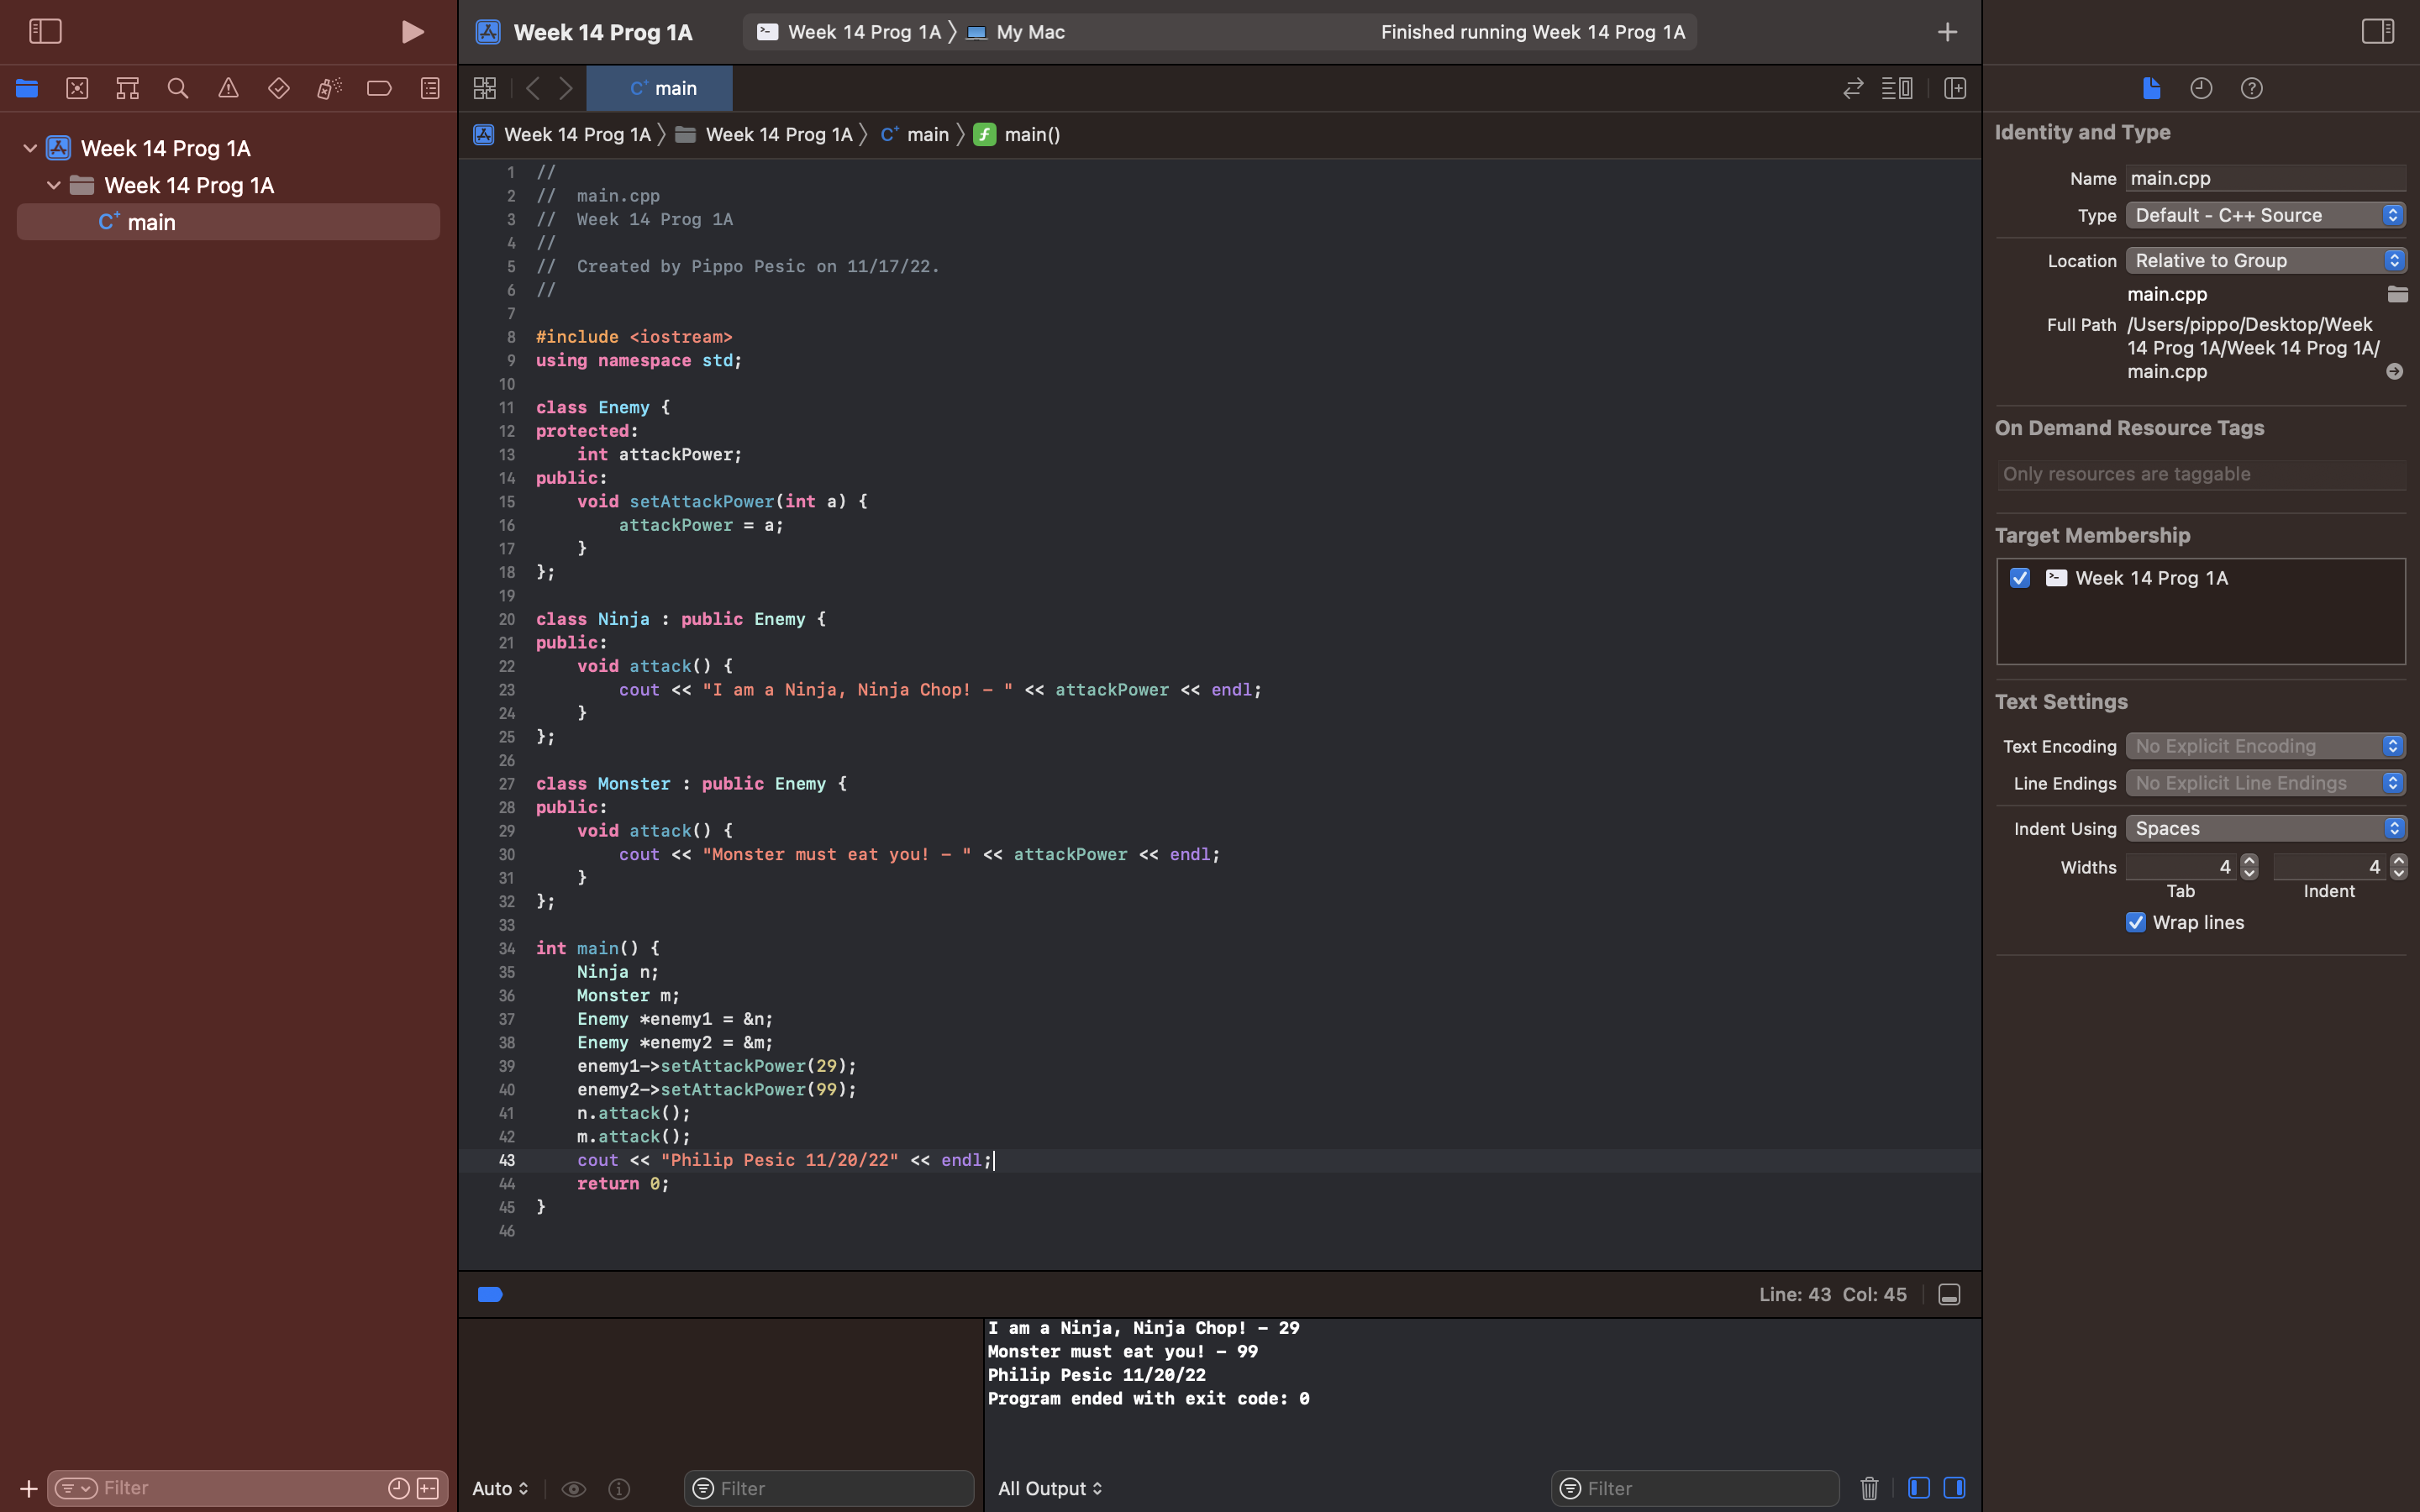 Week 14 Prog 1A
Week 14 Prog 1A
My Mac
Finished running Week 14 Prog 1A
main
Week 14 Prog 1A
Week 14 Prog 1A
main
main()
Week 14 Prog 1A
Week 14 Prog 1A
main
1 //
2 //  main.cpp
3 //  Week 14 Prog 1A
4 //
5 //  Created by Pippo Pesic on 11/17/22.
6 //
7
8 #include <iostream>
9 using namespace std;
10
11 class Enemy {
12 protected:
13     int attackPower;
14 public:
15     void setAttackPower(int a) {
16         attackPower = a;
17     }
18 };
19
20 class Ninja : public Enemy {
21 public:
22     void attack() {
23         cout << "I am a Ninja, Ninja Chop! - " << attackPower << endl;
24     }
25 };
26
27 class Monster : public Enemy {
28 public:
29     void attack() {
30         cout << "Monster must eat you! - " << attackPower << endl;
31     }
32 };
33
34 int main() {
35     Ninja n;
36     Monster m;
37     Enemy *enemy1 = &n;
38     Enemy *enemy2 = &m;
39     enemy1->setAttackPower(29);
40     enemy2->setAttackPower(99);
41     n.attack();
42     m.attack();
43     cout << "Philip Pesic 11/20/22" << endl;
44     return 0;
45 }
46
Line: 43 Col: 45
I am a Ninja, Ninja Chop! - 29
Monster must eat you! - 99
Philip Pesic 11/20/22
Program ended with exit code: 0
Filter
Auto
Filter
All Output
Filter
Identity and Type
Name main.cpp
Type Default - C++ Source
Location Relative to Group
main.cpp
Full Path /Users/pippo/Desktop/Week
14 Prog 1A/Week 14 Prog 1A/
main.cpp
On Demand Resource Tags
Only resources are taggable
Target Membership
Week 14 Prog 1A
Text Settings
Text Encoding No Explicit Encoding
Line Endings No Explicit Line Endings
Indent Using Spaces
Widths 4 4
Tab Indent
Wrap lines